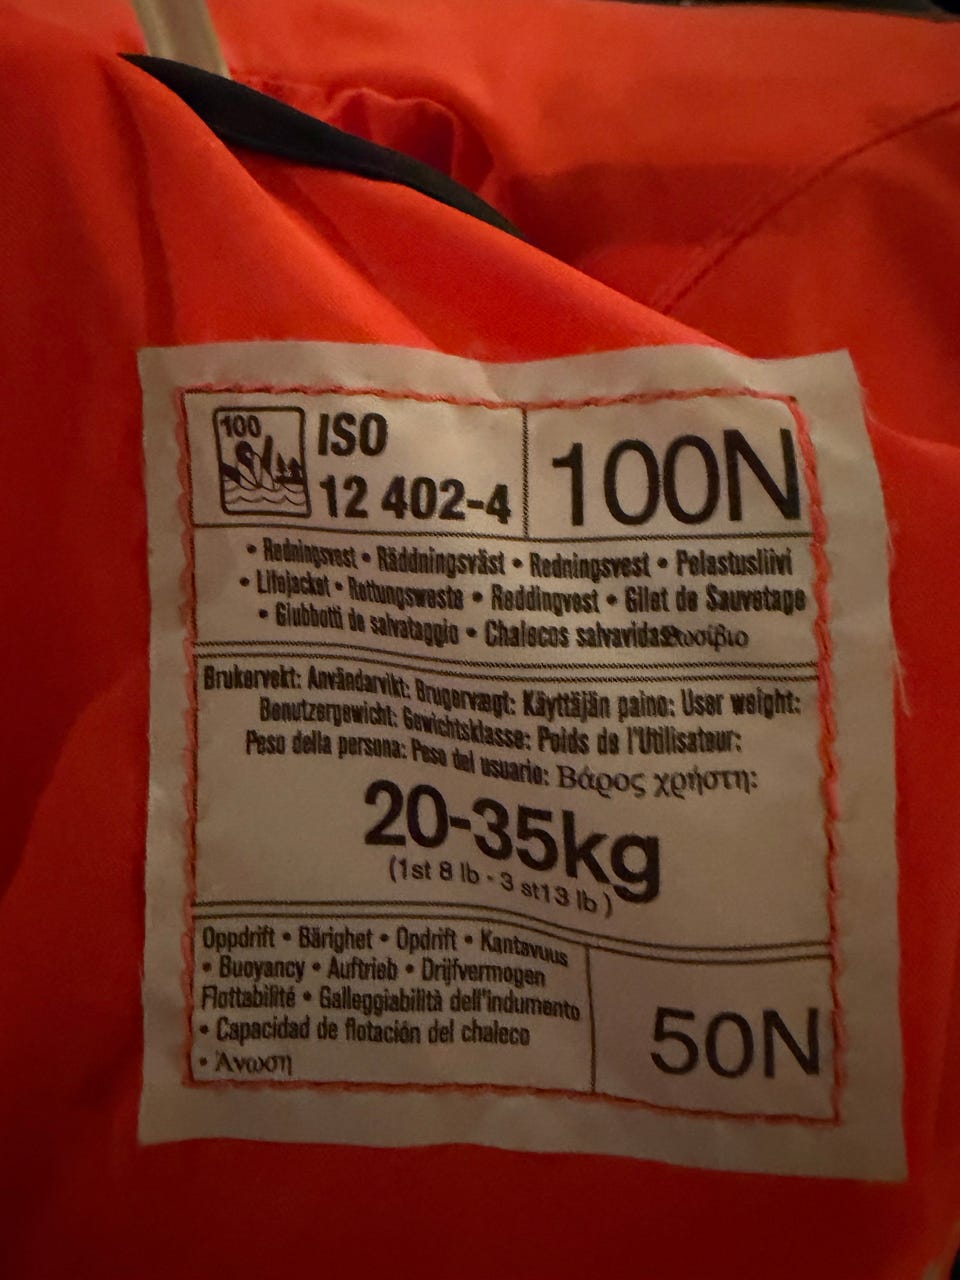 100
ISO
12 402-4
100N
• Redningsvest • Räddningsväst • Redningsvest • Pelastusliivi
• Lifejacket • Rettungsweste • Reddingvest • Gilet de Sauvetage
• Giubbotti de salvataggio • Chalecos salvavidas Σωσίβιο
Brukervekt: Användarvikt: Brugervægt: Käyttäjän paino: User weight:
Benutzergewicht: Gewichtsklasse: Poids de l'Utilisateur:
Peso della persona: Peso del usuario: Βάρος χρήστη:
20-35kg
(1st 8 lb - 3 st13 lb )
Oppdrift • Bärighet • Opdrift • Kantavuus
• Buoyancy • Auftrieb • Drijfvermogen
Flottabilité • Galleggiabilità dell'indumento
• Capacidad de flotación del chaleco
• Άνωση
50N